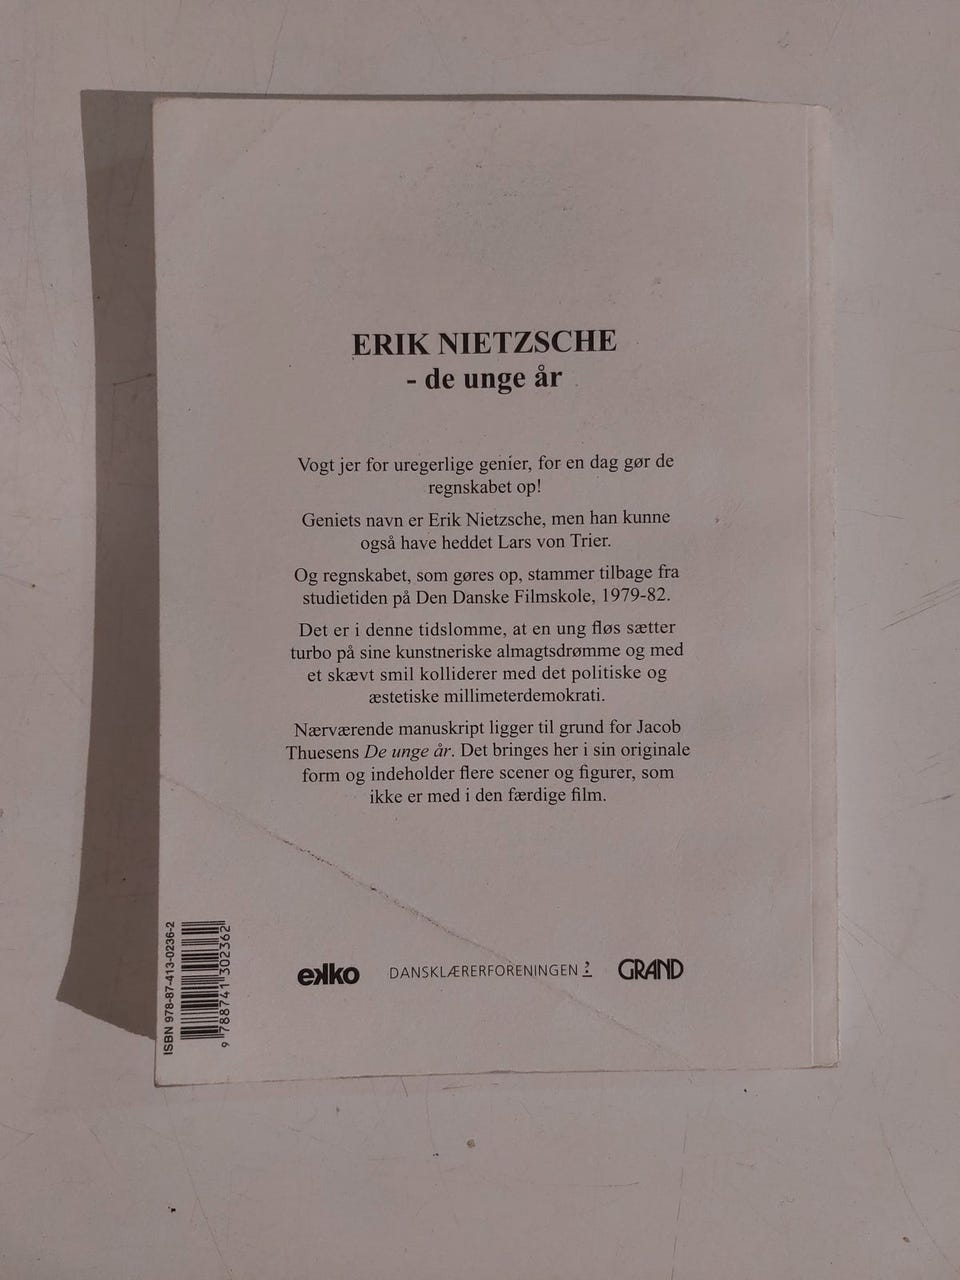 ERIK NIETZSCHE
- de unge år
Vogt jer for uregerlige genier, for en dag gør de
regnskabet op!
Geniets navn er Erik Nietzsche, men han kunne
også have heddet Lars von Trier.
Og regnskabet, som gøres op, stammer tilbage fra
studietiden på Den Danske Filmskole, 1979-82.
Det er i denne tidslomme, at en ung fløs sætter
turbo på sine kunstneriske almagtsdrømme og med
et skævt smil kolliderer med det politiske og
æstetiske millimeterdemokrati.
Nærværende manuskript ligger til grund for Jacob
Thuesens De unge år. Det bringes her i sin originale
form og indeholder flere scener og figurer, som
ikke er med i den færdige film.
ISBN 978-87-413-0236-2
9 788741 302362
ekko DANSKLÆRERFORENINGEN GRAND